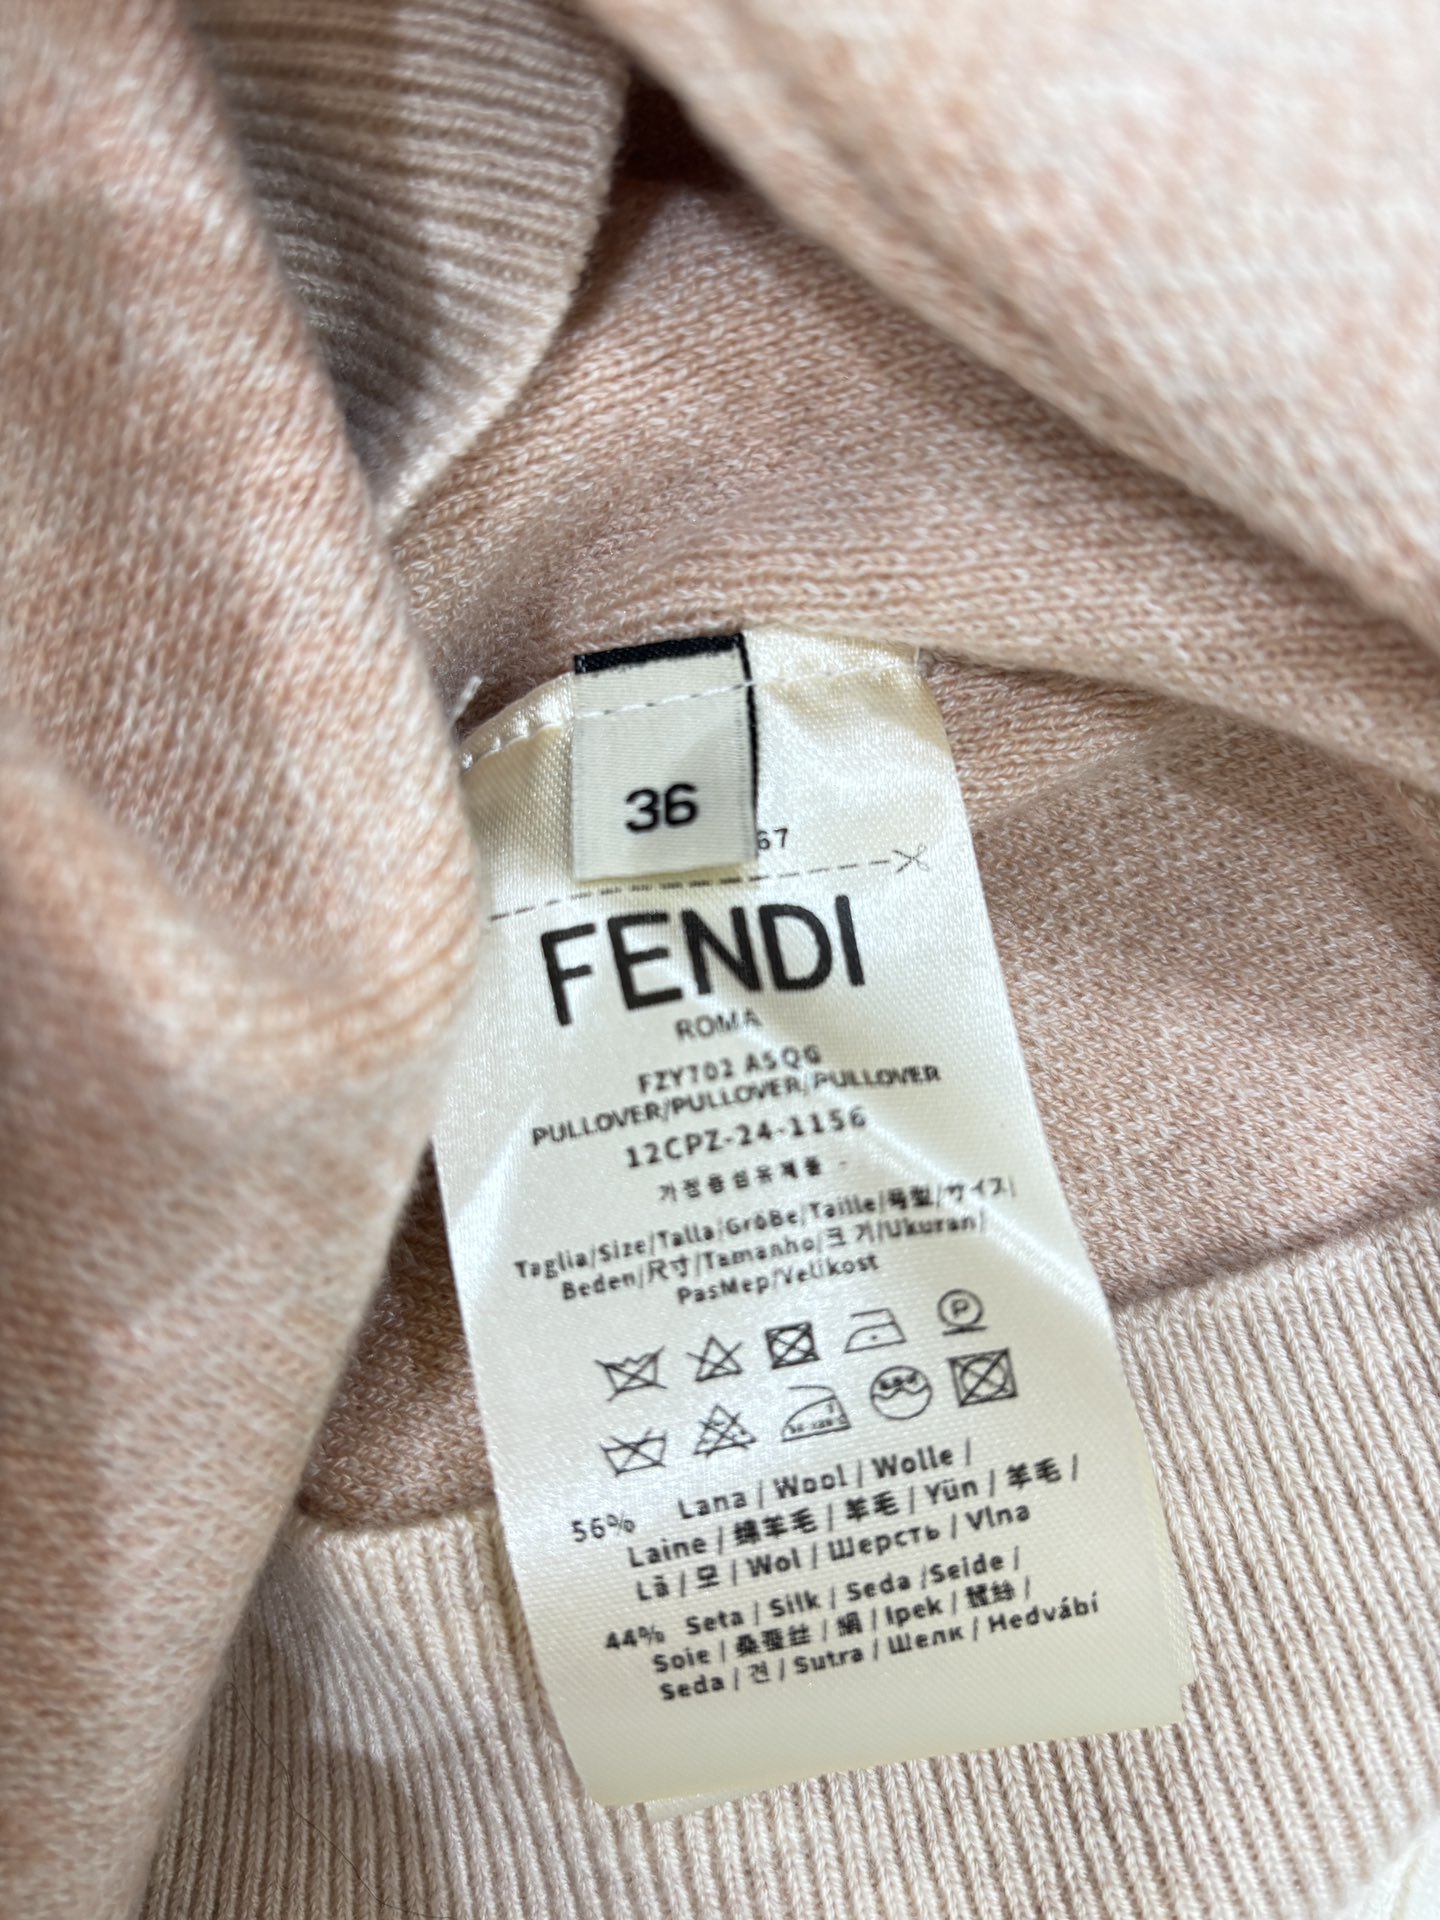 36
67
FENDI
ROMA
FZY702 A5QG
PULLOVER/PULLOVER/PULLOVER
12CPZ-24-1156
가정용섬유제품 -
Taglia/Size/Talla/GröBe/Taille/号型/サイズ/
Beden/尺寸/Tamanho/크기/Ukuran/
PasMep/Velikost
P
56% Lana / Wool / Wolle /
Laine / 绵羊毛 / 羊毛 / Yün / 羊毛 /
Lã / 모 / Wol / Шерсть / Vlna
44% Seta / Silk / Seda /Seide /
Soie / 桑蚕丝 / 絹 / Ipek / 蠶絲 /
Seda / 견 / Sutra / Шелк / Hedvábí